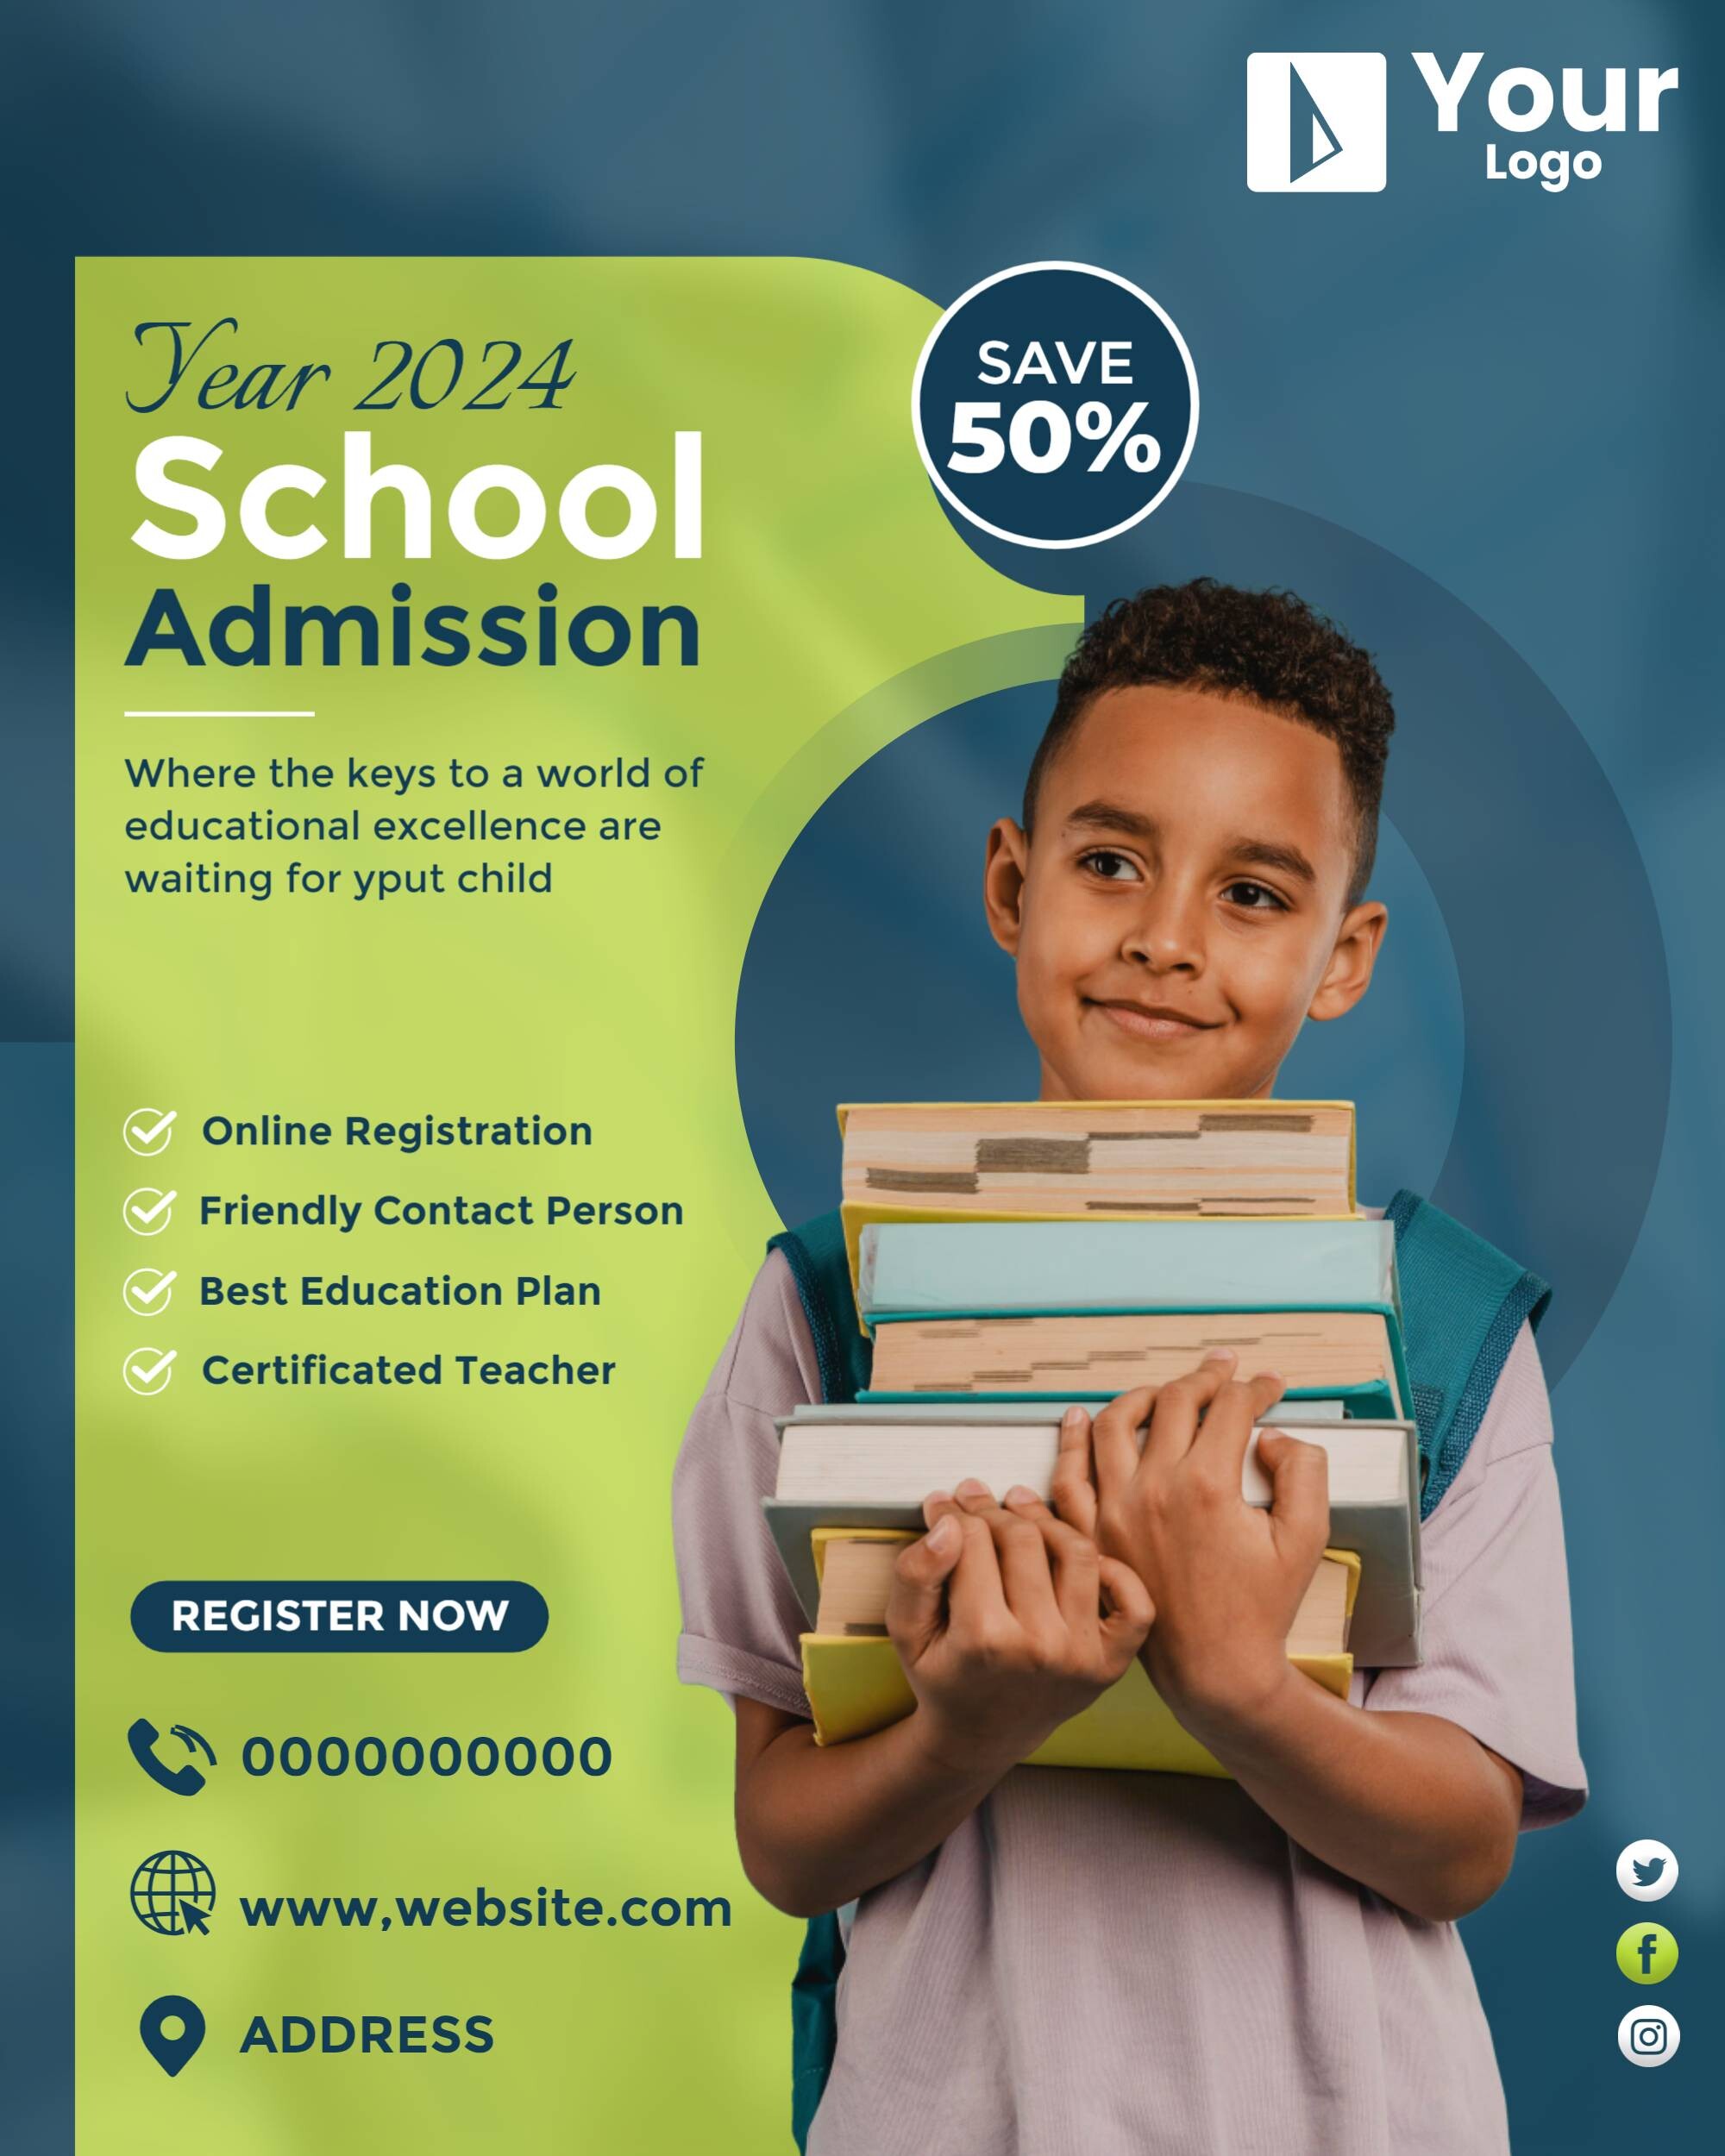 Your
Logo
SAVE
50%
Year 2024
School
Admission
Where the keys to a world of
educational excellence are
waiting for yput child
Online Registration
Friendly Contact Person
Best Education Plan
Certificated Teacher
REGISTER NOW
0000000000
www,website.com
ADDRESS